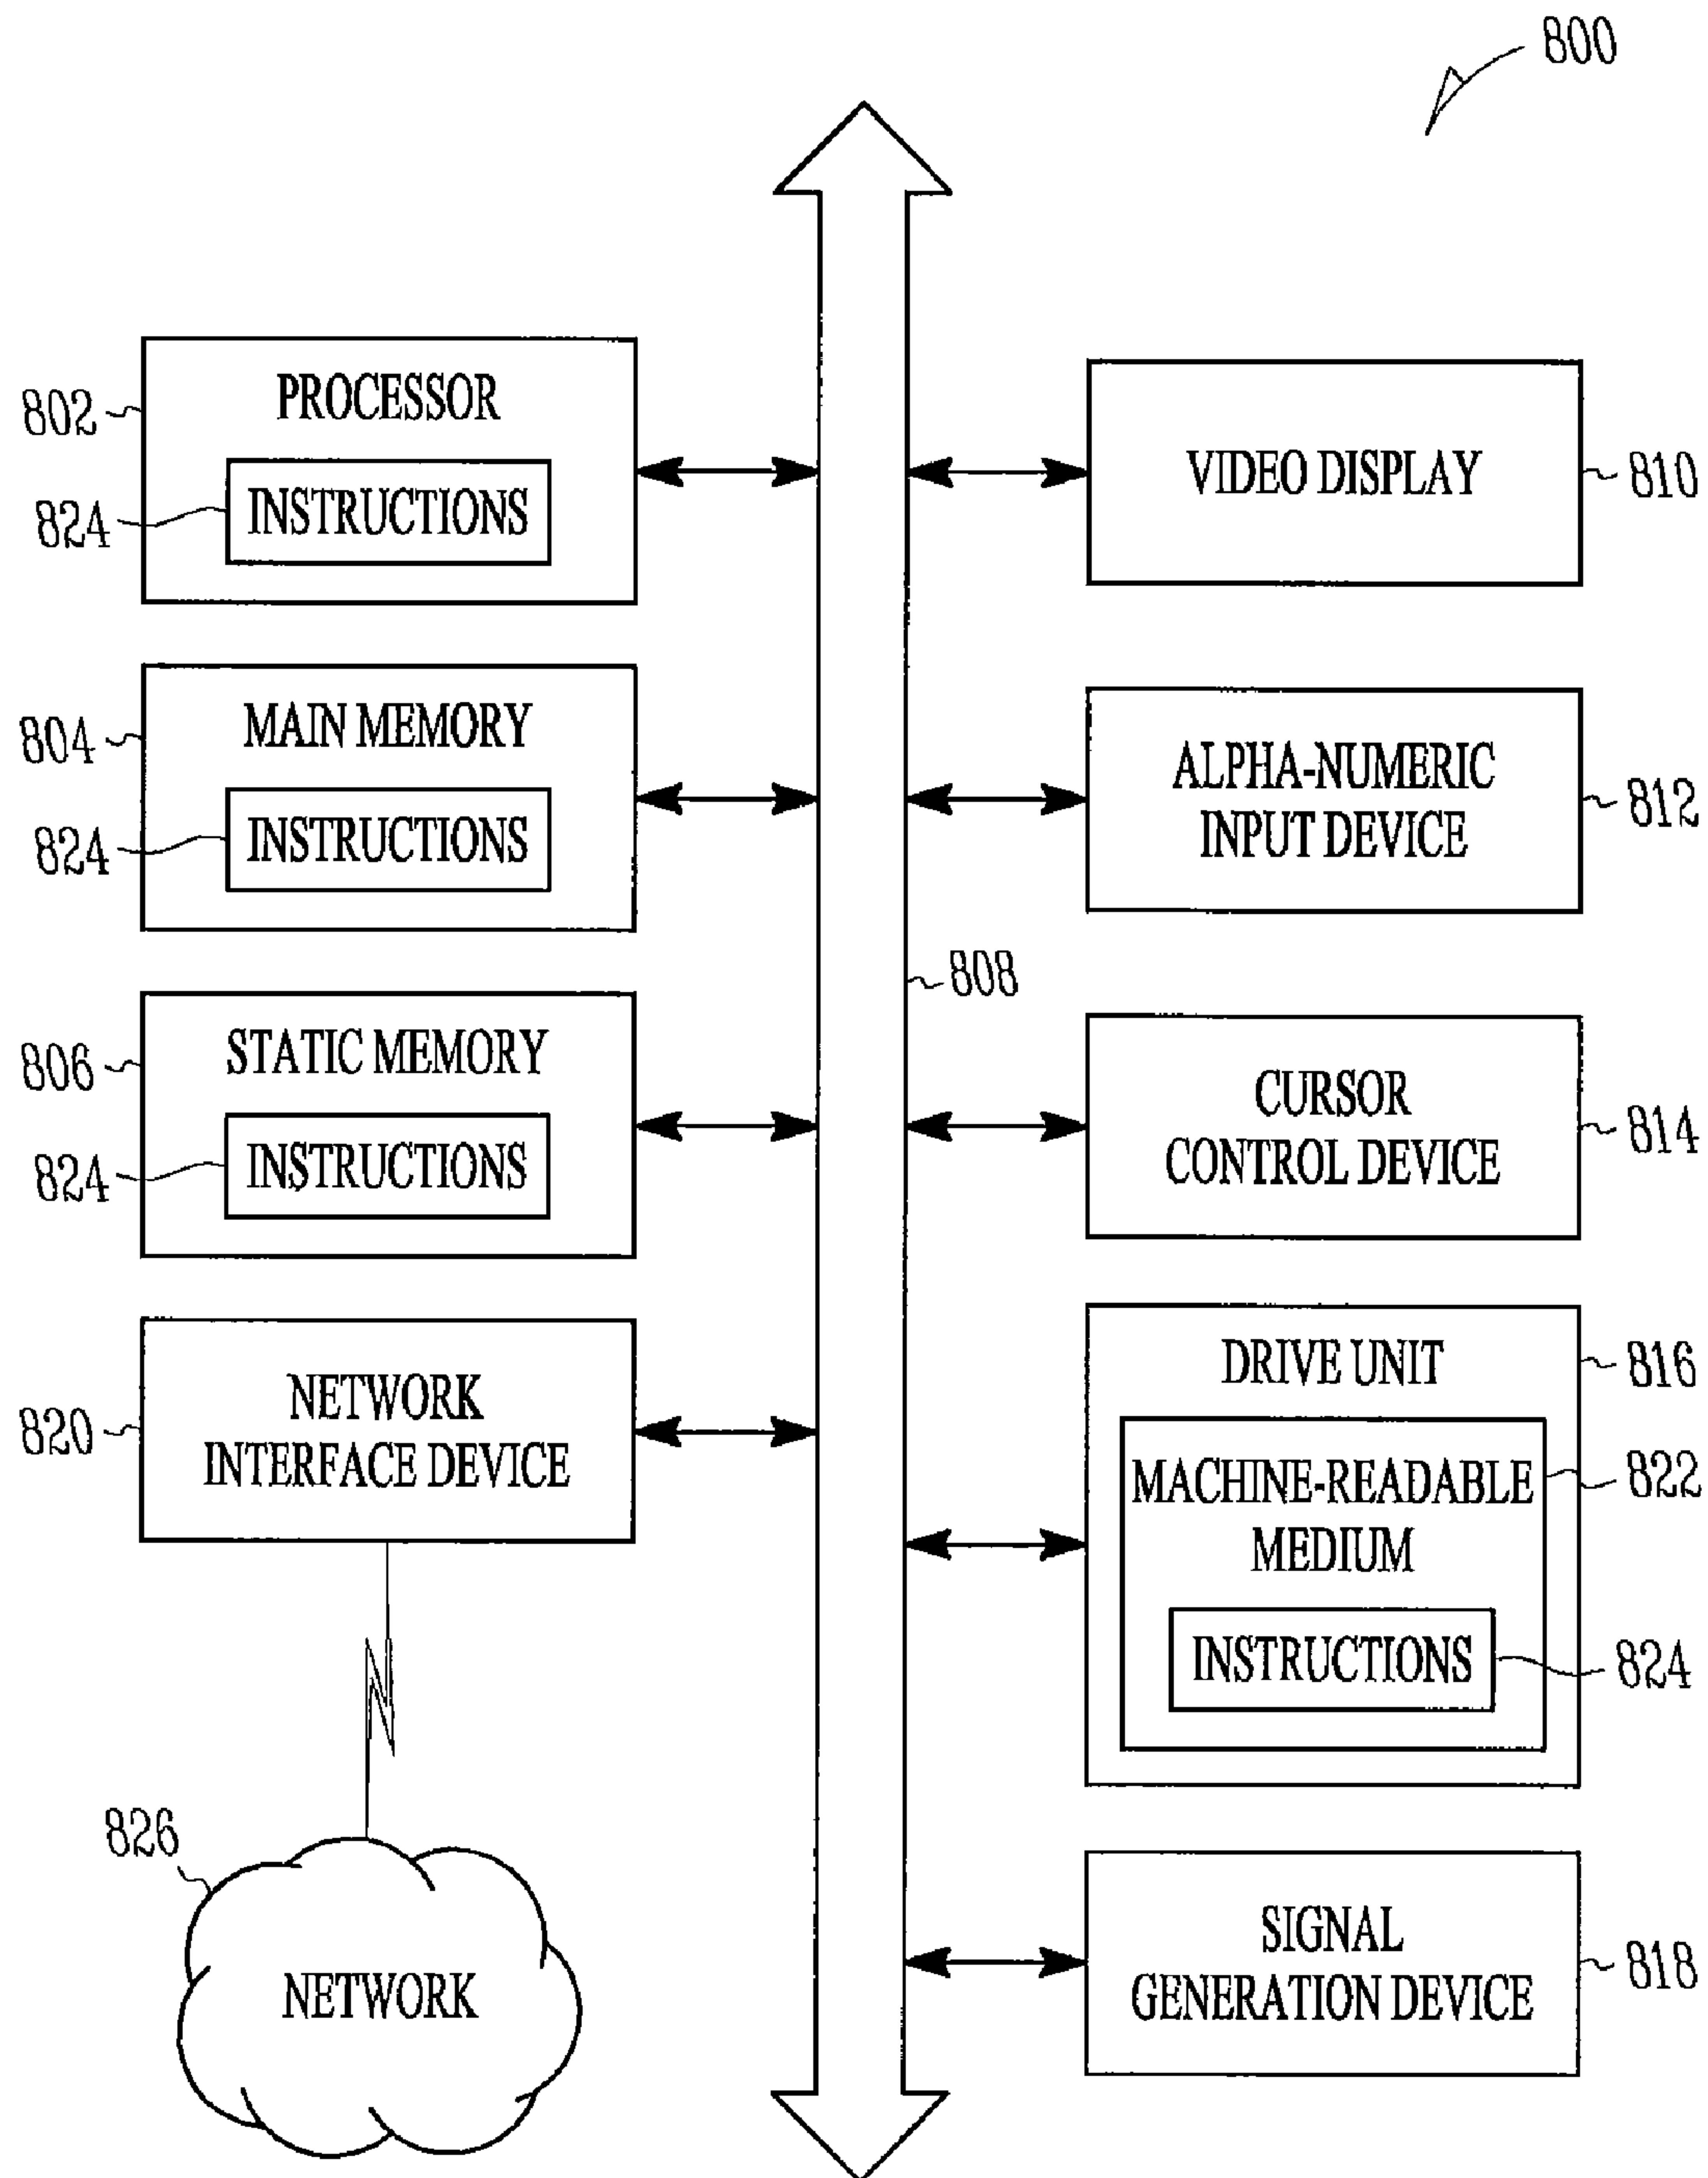 800
PROCESSOR
802
INSTRUCTIONS
824
VIDEO DISPLAY
810
MAIN MEMORY
804
INSTRUCTIONS
824
ALPHA-NUMERIC
INPUT DEVICE
812
808
STATIC MEMORY
806
INSTRUCTIONS
824
CURSOR
CONTROL DEVICE
814
NETWORK
INTERFACE DEVICE
820
DRIVE UNIT
816
MACHINE-READABLE
MEDIUM
822
INSTRUCTIONS
824
826
NETWORK
SIGNAL
GENERATION DEVICE
818